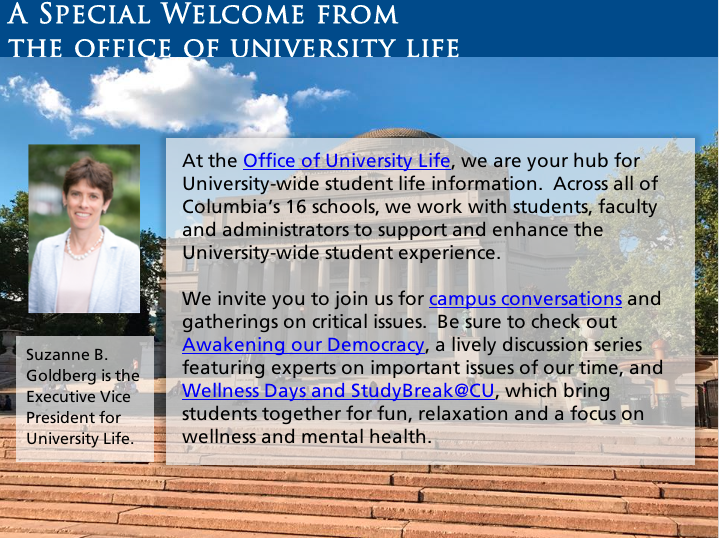 A Special Welcome from
the office of university life
At the Office of University Life, we are your hub for
University-wide student life information.  Across all of
Columbia's 16 schools, we work with students, faculty
and administrators to support and enhance the
University-wide student experience.
We invite you to join us for campus conversations and
gatherings on critical issues.  Be sure to check out
Awakening our Democracy, a lively discussion series
featuring experts on important issues of our time, and
Wellness Days and StudyBreak@CU, which bring
students together for fun, relaxation and a focus on
wellness and mental health.
Suzanne B.
Goldberg is the
Executive Vice
President for
University Life.